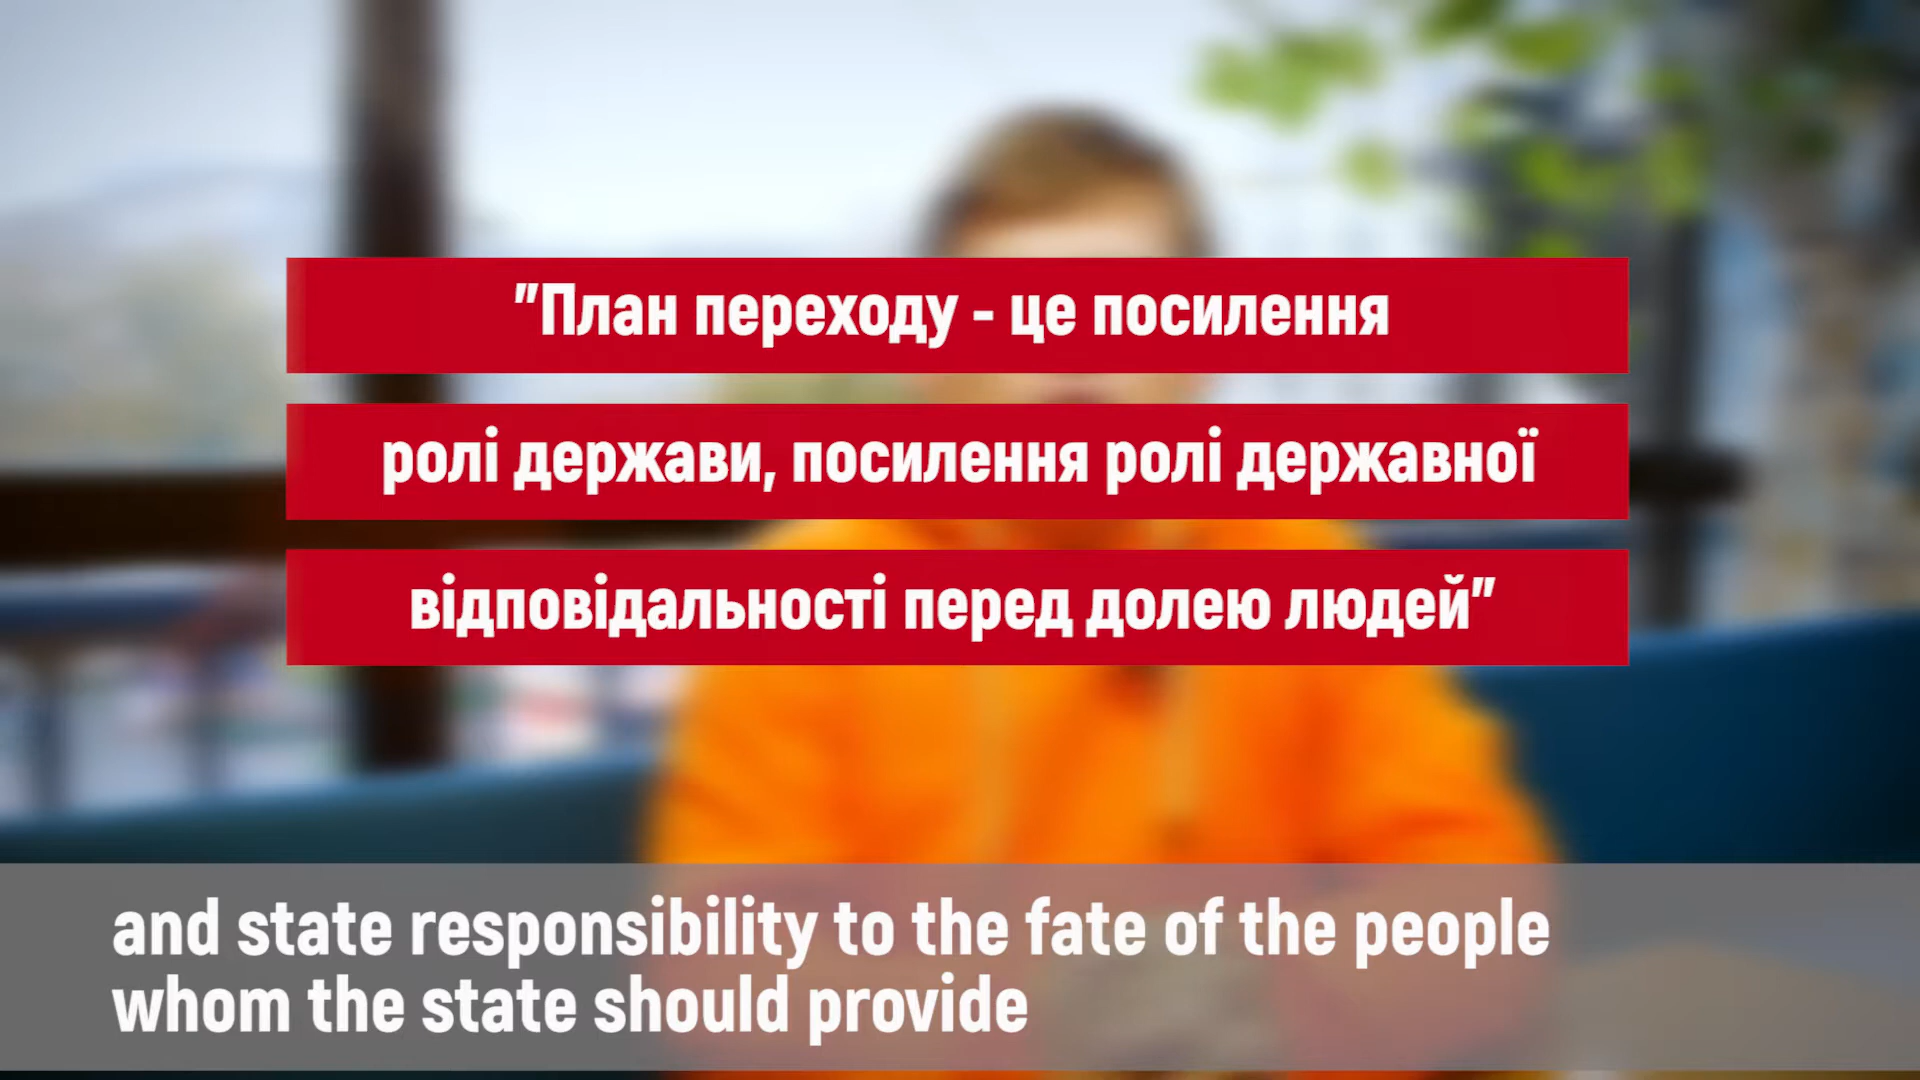 "План переходу - це посилення
ролі держави, посилення ролі державної
відповідальності перед долею людей"
and state responsibility to the fate of the people
whom the state should provide